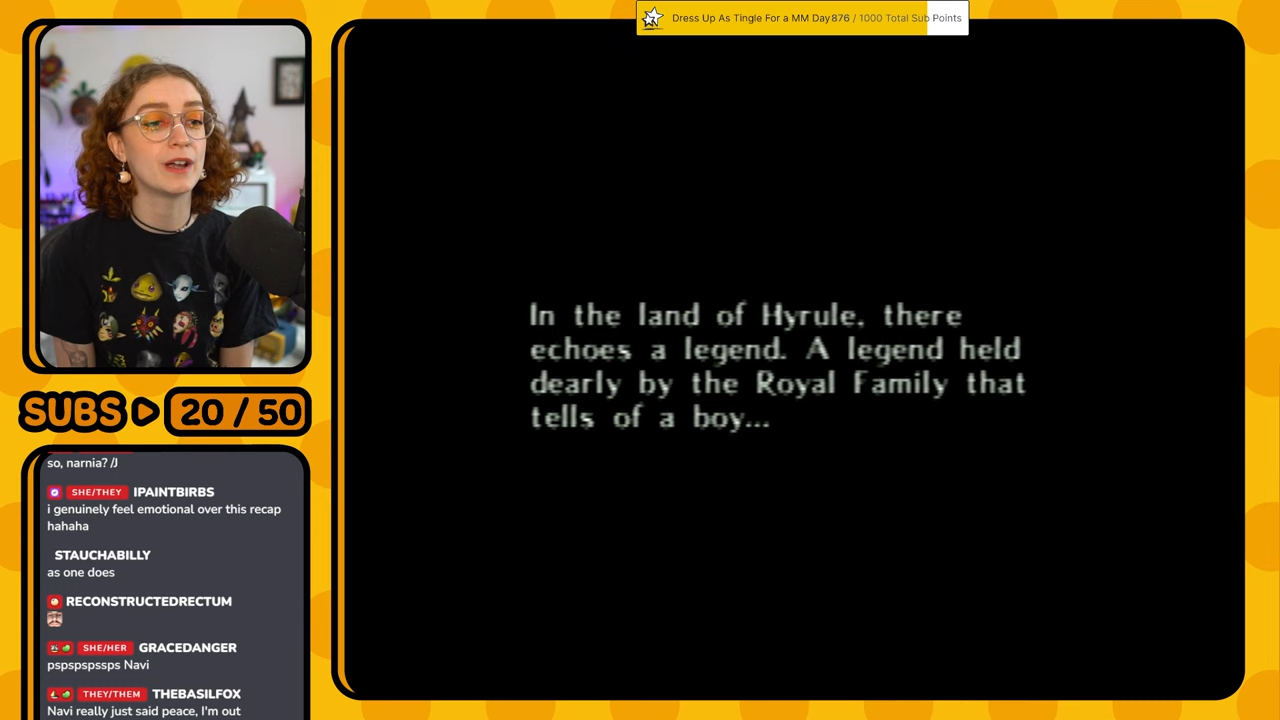 Dress Up As Tingle For a MM Day 876 / 1000 Total Sub Points
In the land of Hyrule, there
echoes a legend. A legend held
dearly by the Royal Family that
tells of a boy...
SUBS 20 / 50
so, narnia? /J
SHE/THEY IPAINTBIRBS
i genuinely feel emotional over this recap
hahaha
STAUCHABILLY
as one does
RECONSTRUCTEDRECTUM
SHE/HER GRACEDANGER
pspspspssps Navi
THEY/THEM THEBASILFOX
Navi really just said peace, I'm out